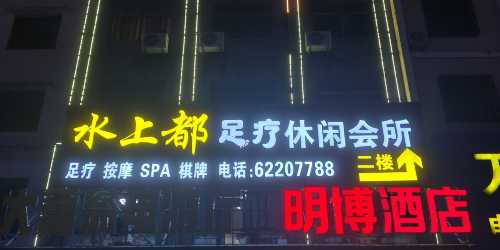 水上都 足疗休闲会所
足疗 按摩 SPA 棋牌 电话:62207788 二楼
明博酒店